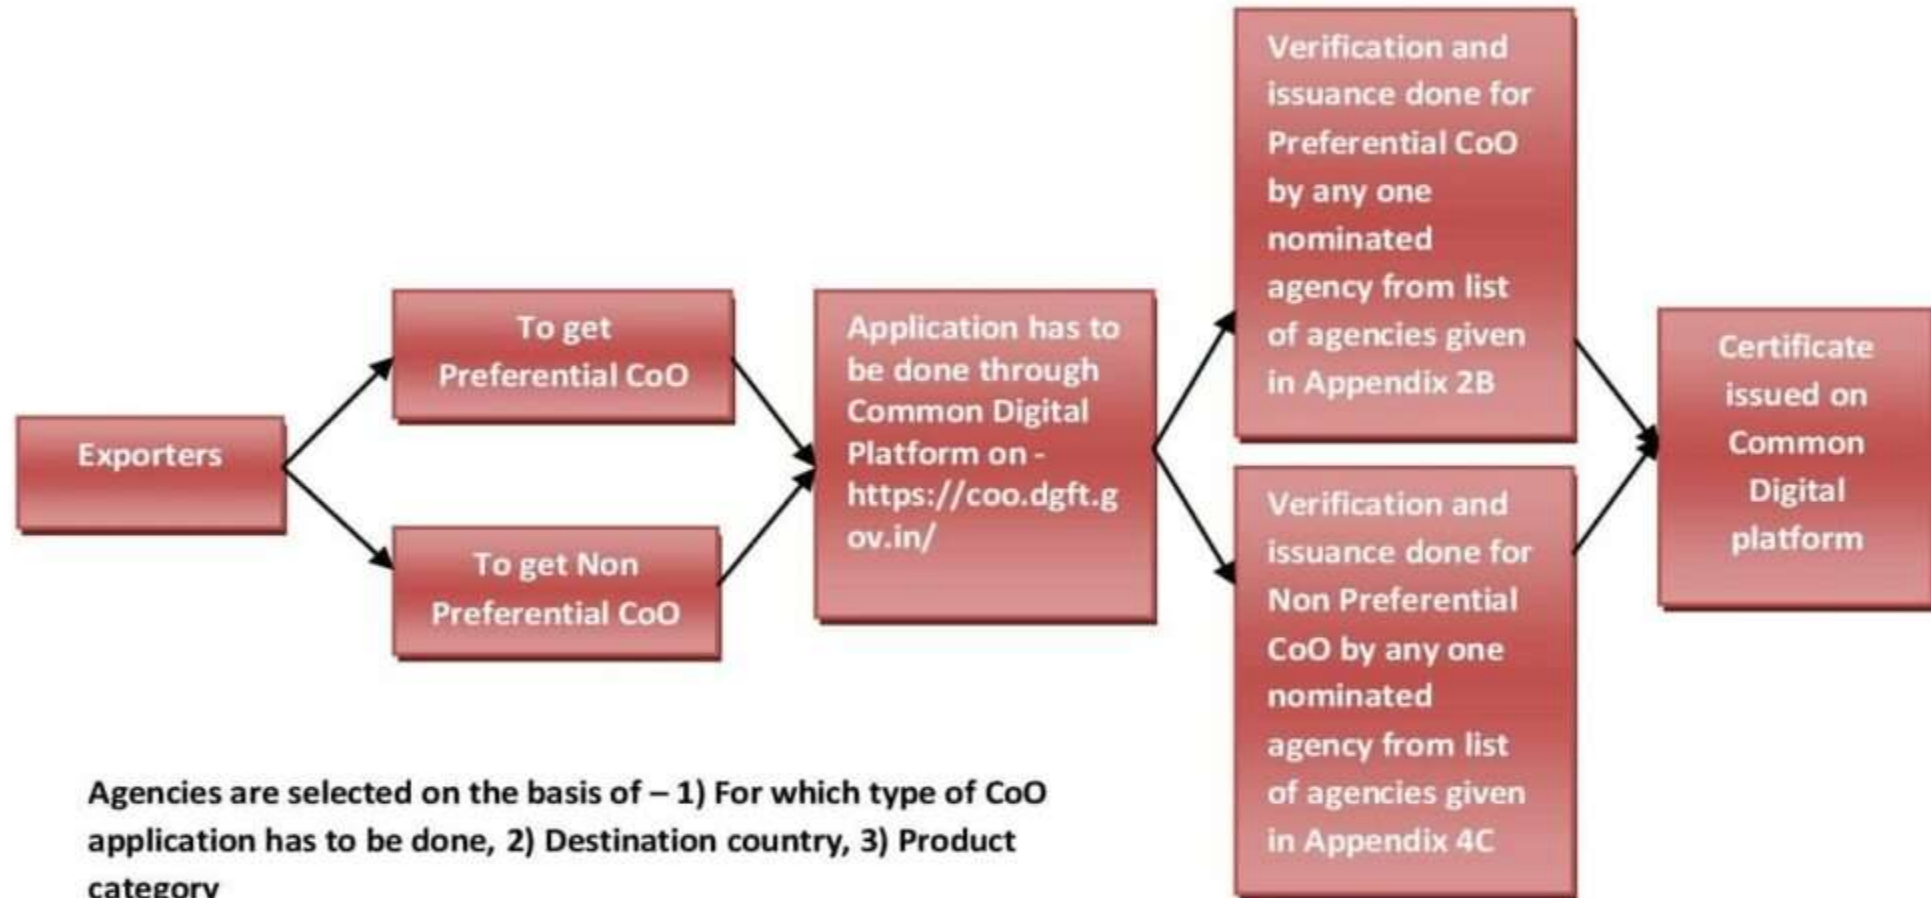 Exporters
To get
Preferential CoO
To get Non
Preferential CoO
Application has to
be done through
Common Digital
Platform on -
https://coo.dgft.g
ov.in/
Verification and
issuance done for
Preferential CoO
by any one
nominated
agency from list
of agencies given
in Appendix 2B
Verification and
issuance done for
Non Preferential
CoO by any one
nominated
agency from list
of agencies given
in Appendix 4C
Certificate
issued on
Common
Digital
platform
Agencies are selected on the basis of – 1) For which type of CoO
application has to be done, 2) Destination country, 3) Product
category